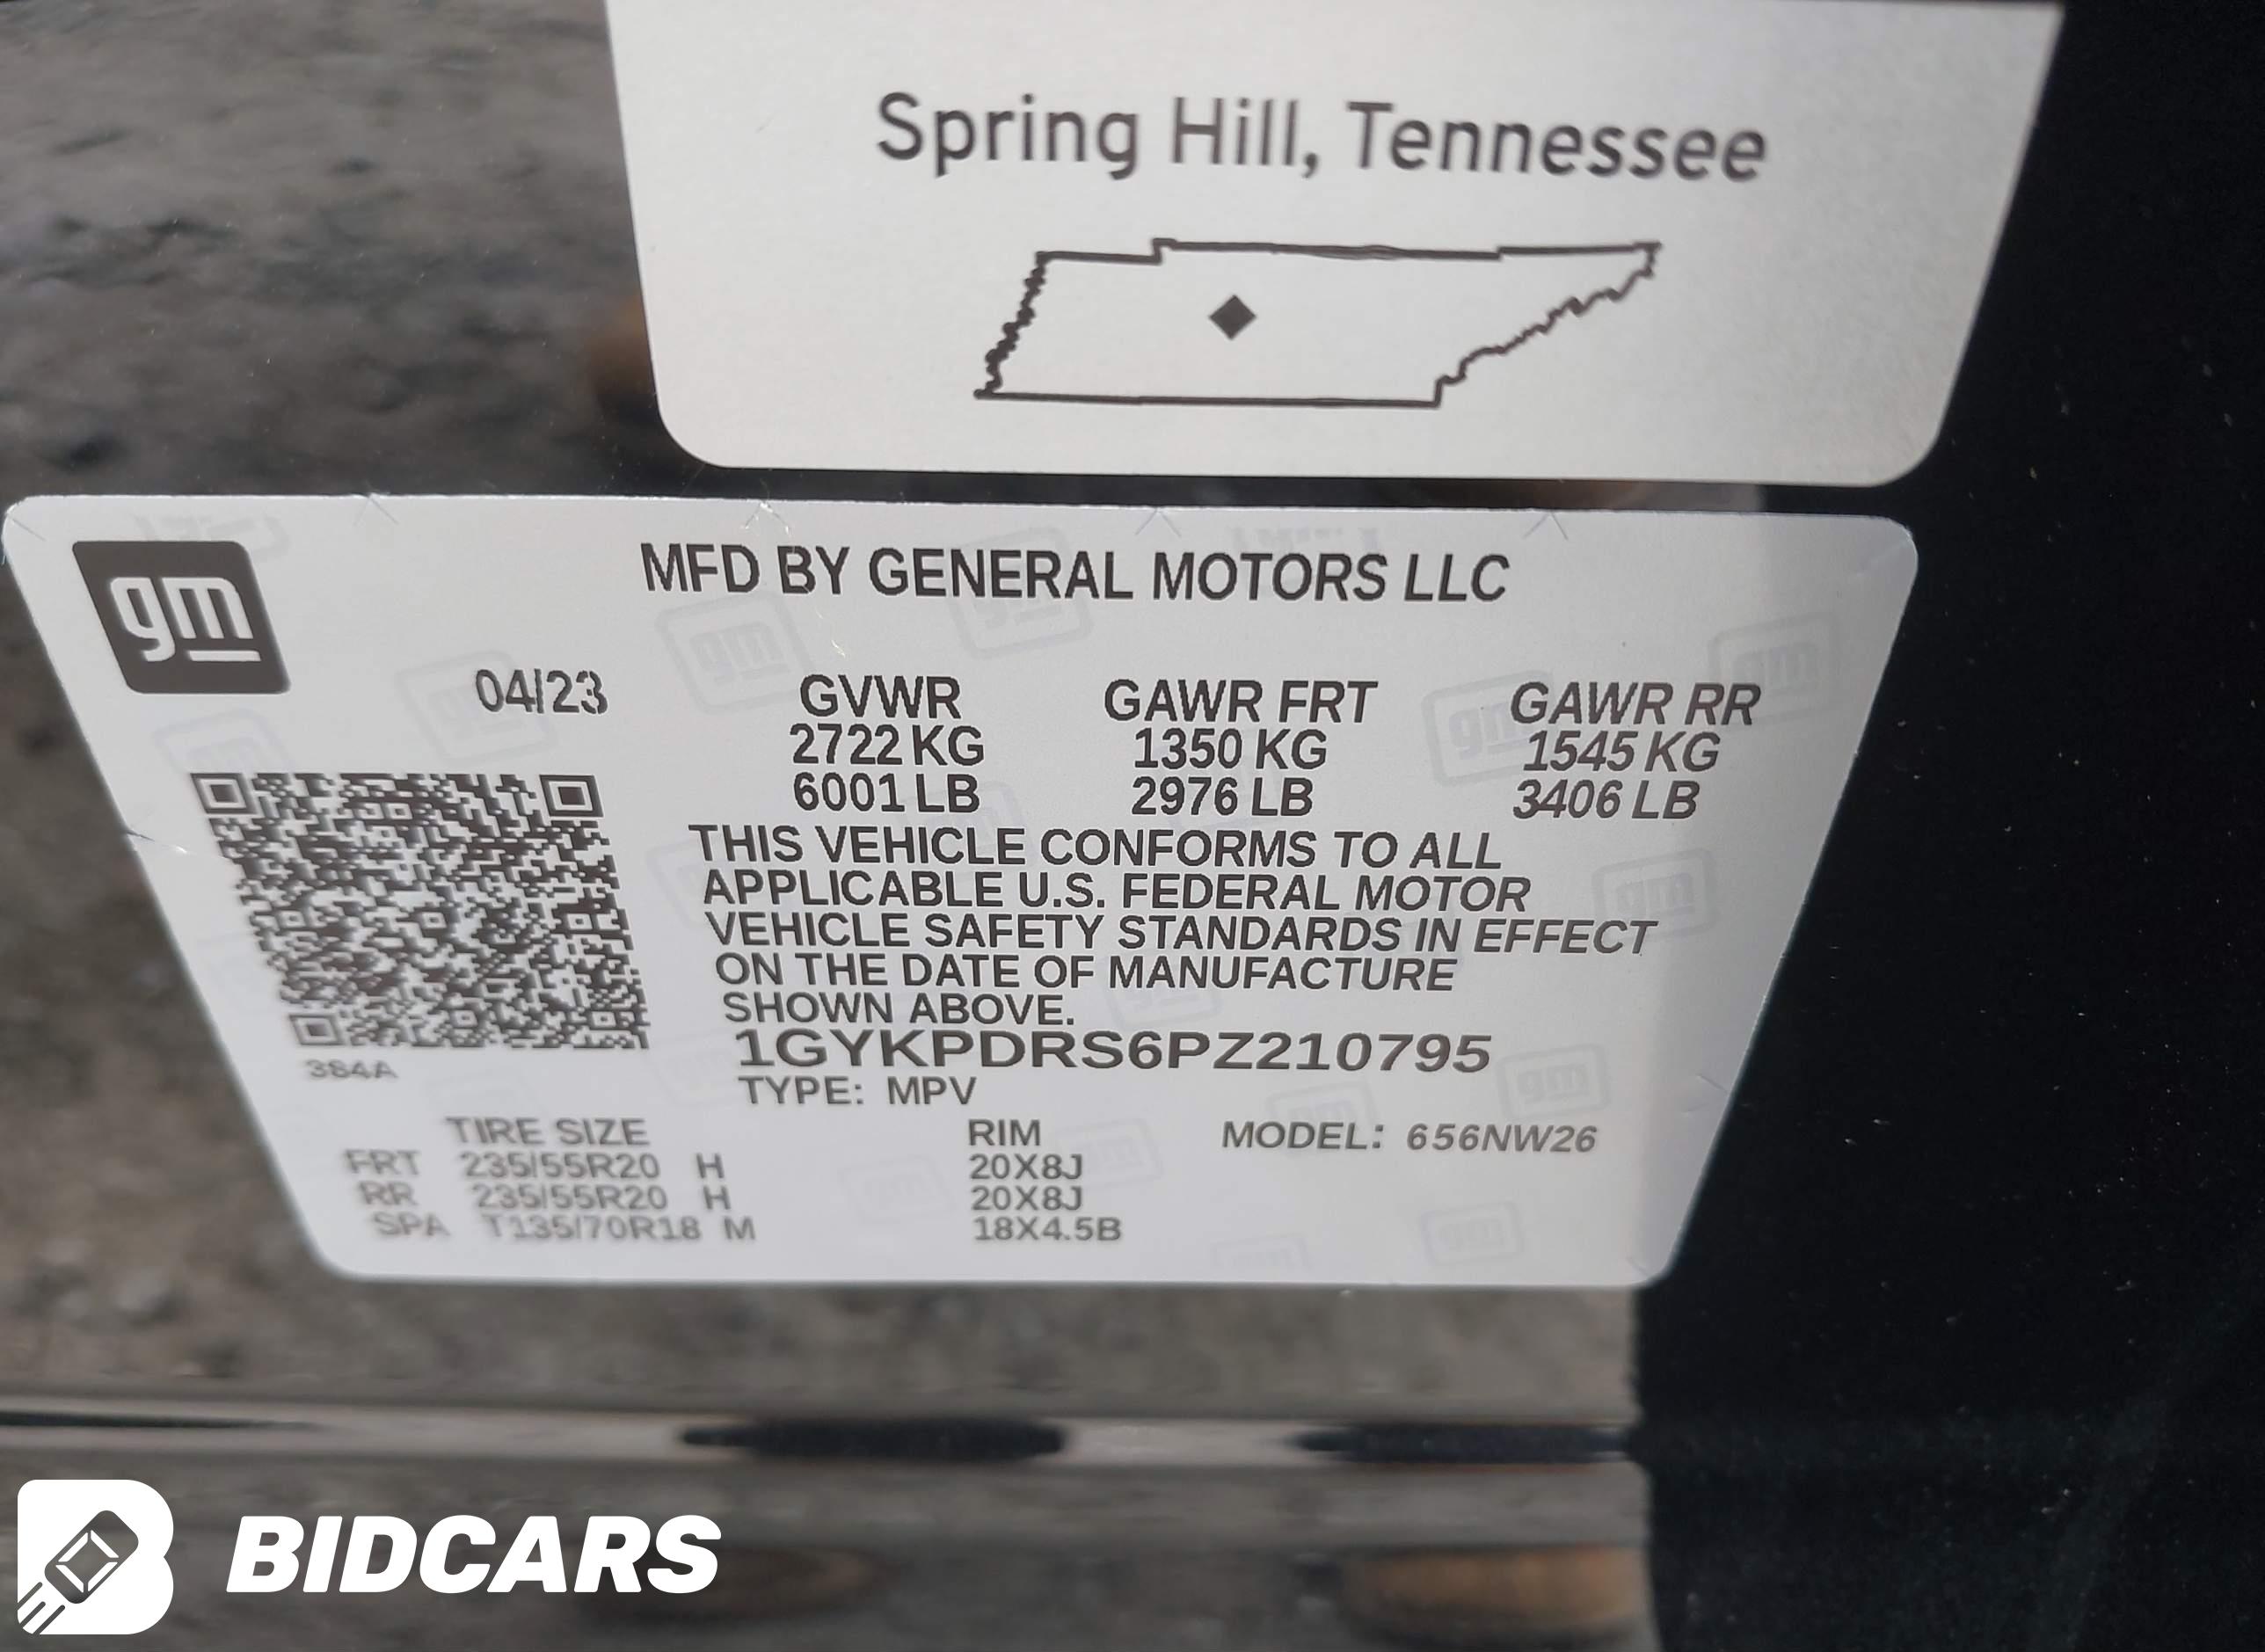 Spring Hill, Tennessee
gm
MFD BY GENERAL MOTORS LLC
04/23 GVWR GAWR FRT GAWR RR
2722 KG 1350 KG 1545 KG
6001 LB 2976 LB 3406 LB
THIS VEHICLE CONFORMS TO ALL
APPLICABLE U.S. FEDERAL MOTOR
VEHICLE SAFETY STANDARDS IN EFFECT
ON THE DATE OF MANUFACTURE
SHOWN ABOVE.
1GYKPDRS6PZ210795
384A
TYPE: MPV
TIRE SIZE RIM MODEL: 656NW26
FRT 235/55R20 H 20X8J
RR 235/55R20 H 20X8J
SPA T135/70R18 M 18X4.5B
BIDCARS